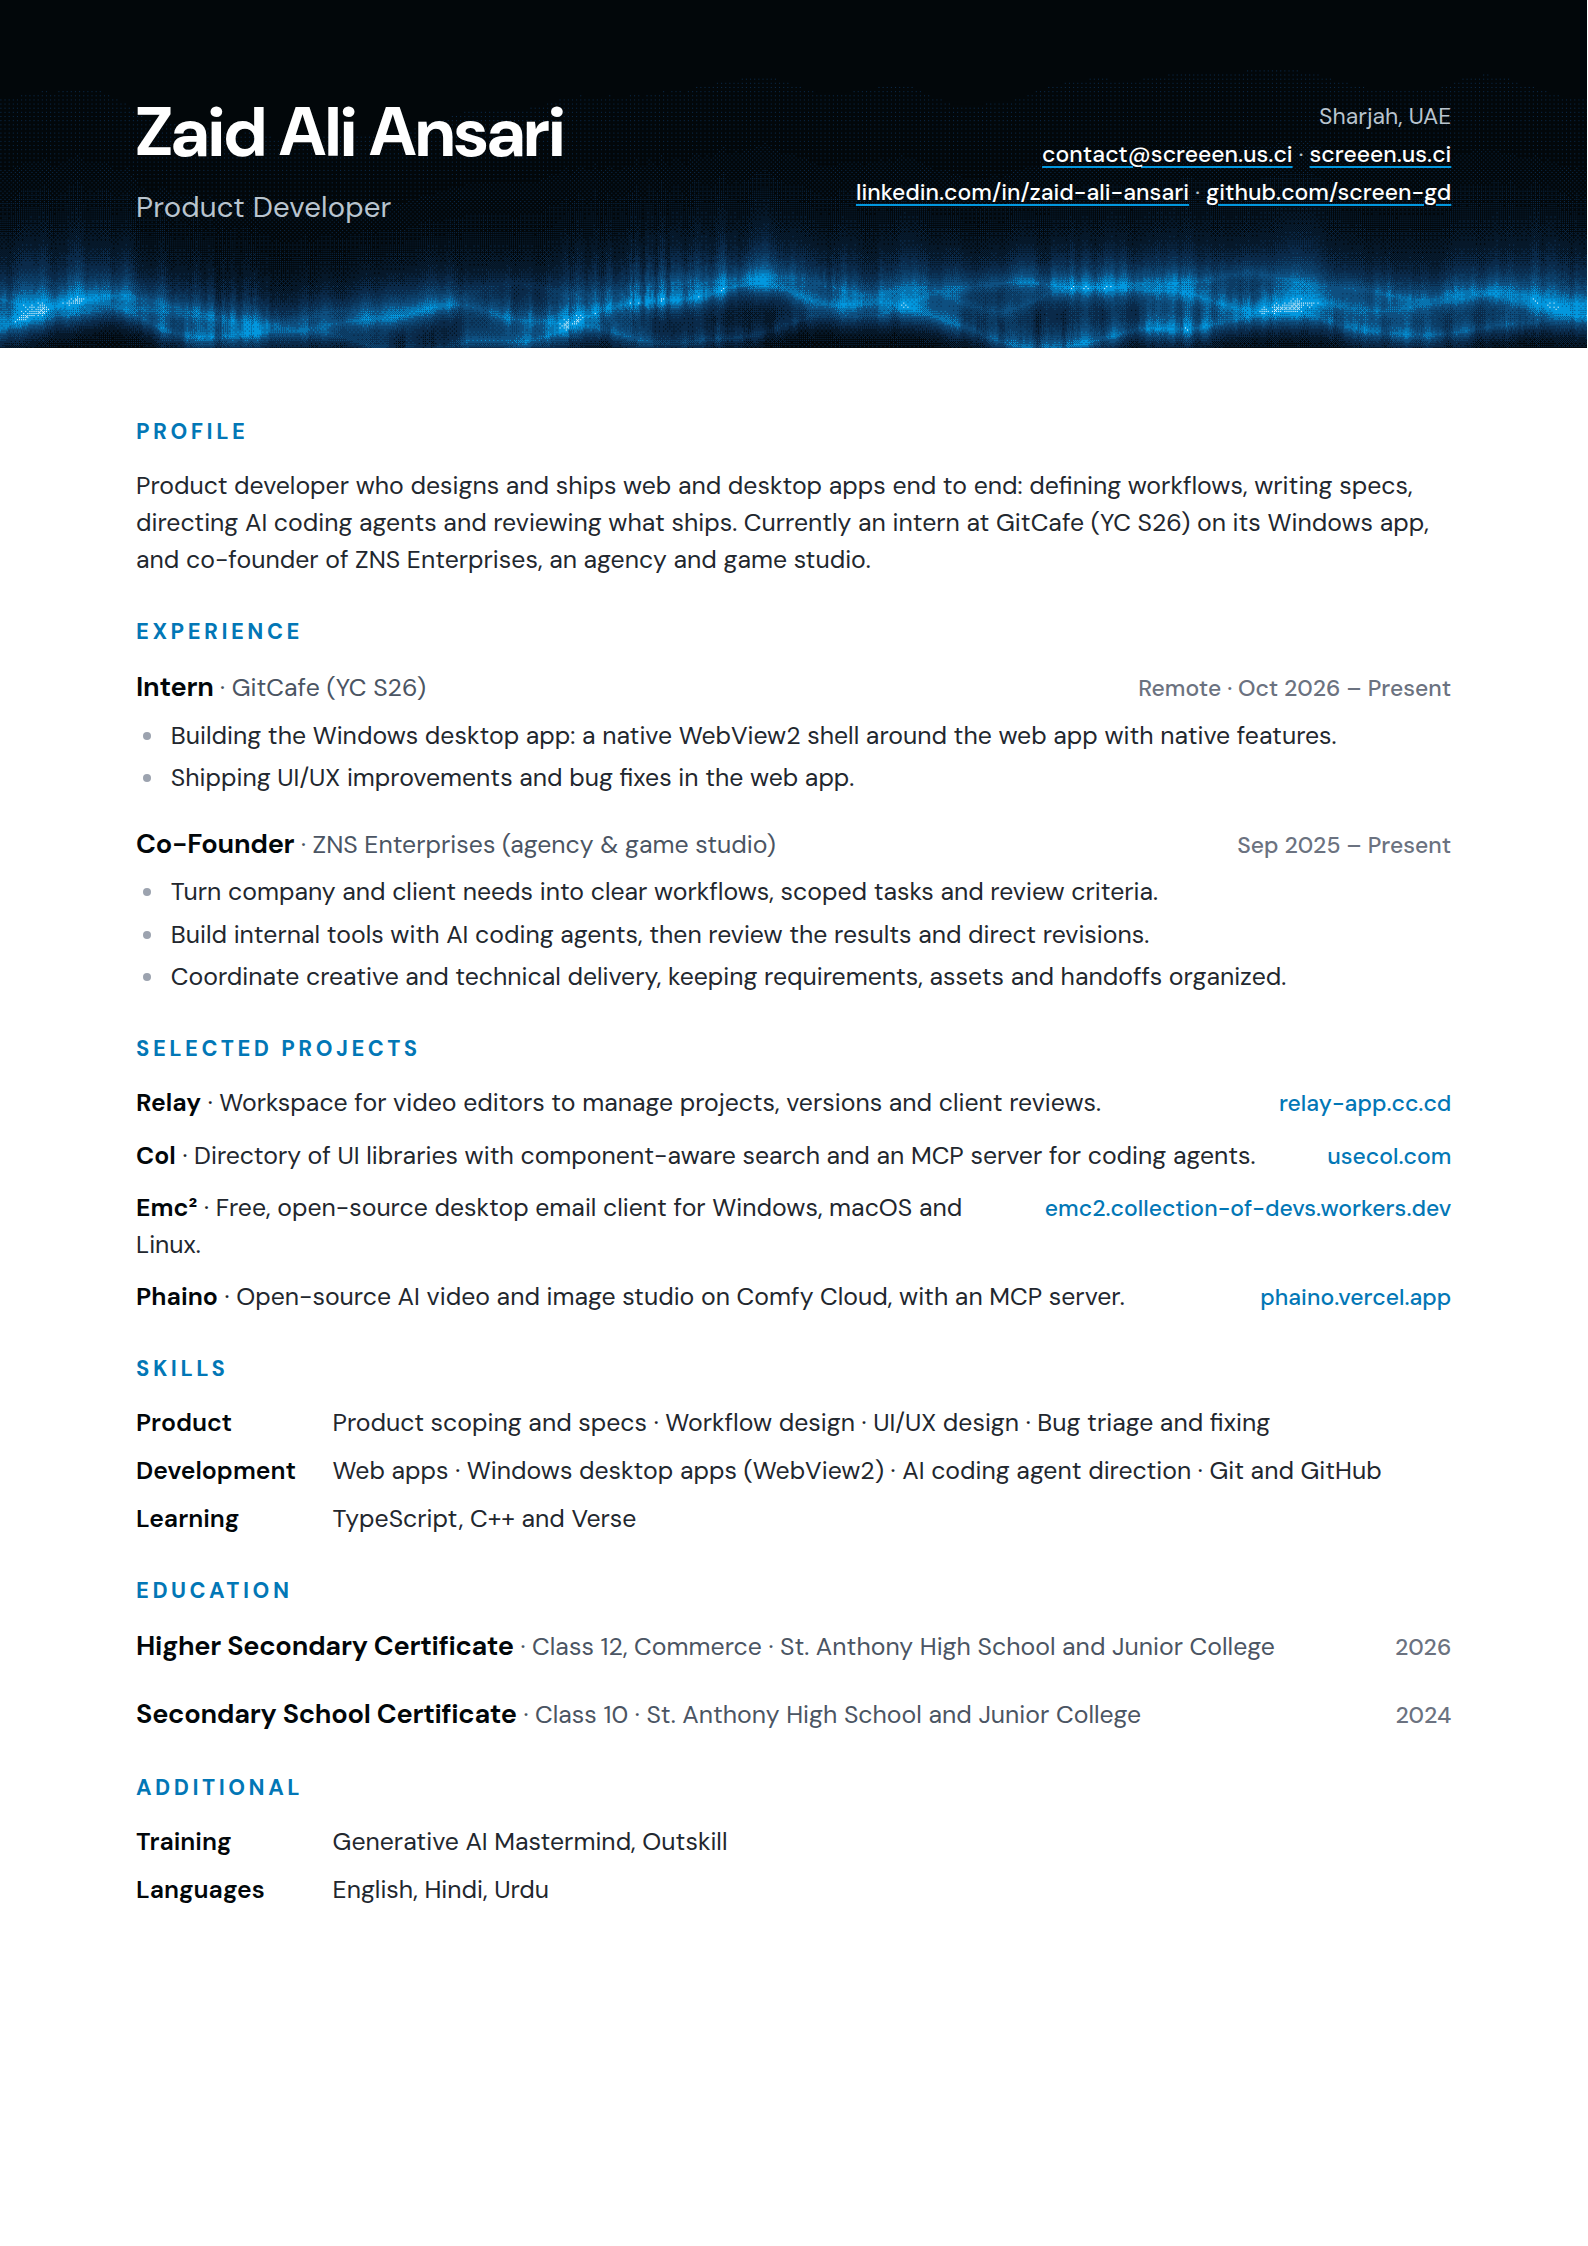 Zaid Ali Ansari
Product Developer
Sharjah, UAE
contact@screeen.us.ci · screeen.us.ci
linkedin.com/in/zaid-ali-ansari · github.com/screen-gd
PROFILE
Product developer who designs and ships web and desktop apps end to end: defining workflows, writing specs,
directing AI coding agents and reviewing what ships. Currently an intern at GitCafe (YC S26) on its Windows app,
and co-founder of ZNS Enterprises, an agency and game studio.
EXPERIENCE
Intern · GitCafe (YC S26) Remote · Oct 2026 – Present
• Building the Windows desktop app: a native WebView2 shell around the web app with native features.
• Shipping UI/UX improvements and bug fixes in the web app.
Co-Founder · ZNS Enterprises (agency & game studio) Sep 2025 – Present
• Turn company and client needs into clear workflows, scoped tasks and review criteria.
• Build internal tools with AI coding agents, then review the results and direct revisions.
• Coordinate creative and technical delivery, keeping requirements, assets and handoffs organized.
SELECTED PROJECTS
Relay · Workspace for video editors to manage projects, versions and client reviews. relay-app.cc.cd
Col · Directory of UI libraries with component-aware search and an MCP server for coding agents. usecol.com
Emc² · Free, open-source desktop email client for Windows, macOS and emc2.collection-of-devs.workers.dev
Linux.
Phaino · Open-source AI video and image studio on Comfy Cloud, with an MCP server. phaino.vercel.app
SKILLS
Product Product scoping and specs · Workflow design · UI/UX design · Bug triage and fixing
Development Web apps · Windows desktop apps (WebView2) · AI coding agent direction · Git and GitHub
Learning TypeScript, C++ and Verse
EDUCATION
Higher Secondary Certificate · Class 12, Commerce · St. Anthony High School and Junior College 2026
Secondary School Certificate · Class 10 · St. Anthony High School and Junior College 2024
ADDITIONAL
Training Generative AI Mastermind, Outskill
Languages English, Hindi, Urdu